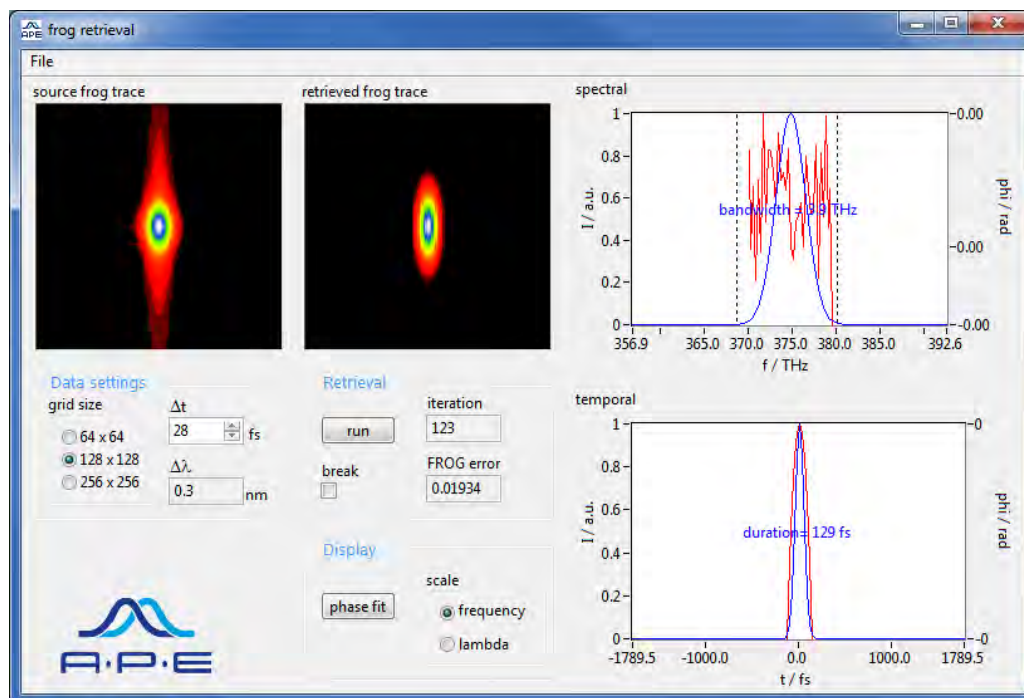 APE frog retrieval
File
source frog trace
retrieved frog trace
spectral
1
0.8
0.6
0.4
0.2
0
I / a.u.
bandwidth = 3.9 THz
-0.00
-0.00
-0.00
phi / rad
356.9 365.0 370.0 375.0 380.0 385.0 392.6
f / THz
Data settings
grid size
64 x 64
128 x 128
256 x 256
Δt
28 fs
Δλ
0.3 nm
Retrieval
run
break
iteration
123
FROG error
0.01934
Display
phase fit
scale
frequency
lambda
temporal
1
0.8
0.6
0.4
0.2
0
I / a.u.
duration= 129 fs
-0
-0
phi / rad
-1789.5 -1000.0 0.0 1000.0 1789.5
t / fs
A·P·E